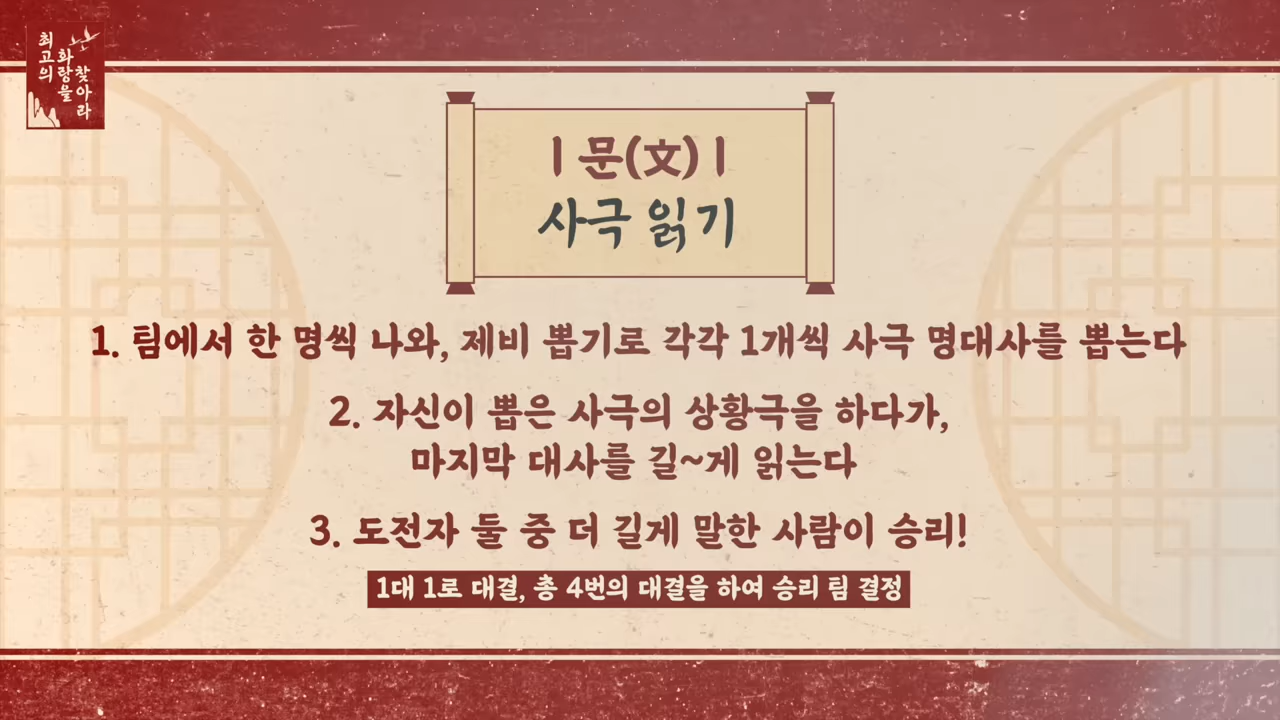 최고의
화랑을
찾아라
| 문(文) |
사극 읽기
1. 팀에서 한 명씩 나와, 제비 뽑기로 각각 1개씩 사극 명대사를 뽑는다
2. 자신이 뽑은 사극의 상황극을 하다가,
마지막 대사를 길~게 읽는다
3. 도전자 둘 중 더 길게 말한 사람이 승리!
1대 1로 대결, 총 4번의 대결을 하여 승리 팀 결정